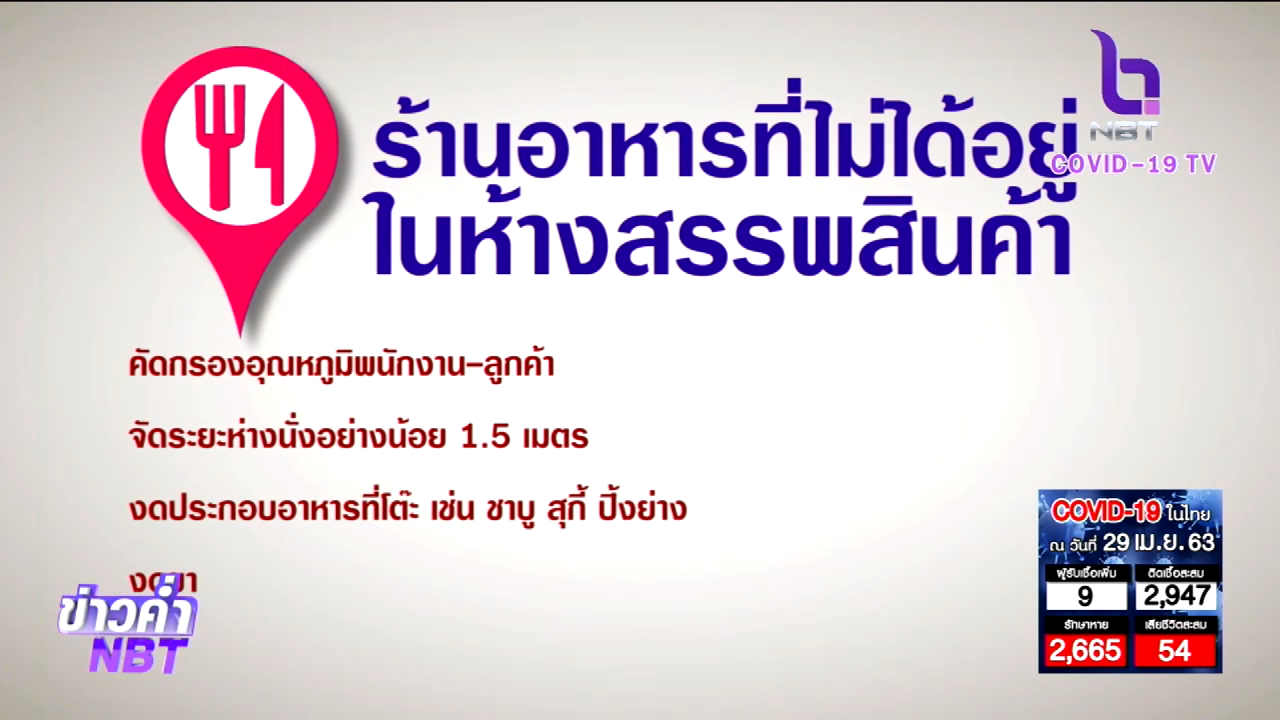 ร้านอาหารที่ไม่ได้อยู่
ในห้างสรรพสินค้า
NBT
COVID-19 TV
คัดกรองอุณหภูมิพนักงาน-ลูกค้า
จัดระยะห่างนั่งอย่างน้อย 1.5 เมตร
งดประกอบอาหารที่โต๊ะ เช่น ชาบู สุกี้ ปิ้งย่าง
ข่าวค่ำ
NBT
COVID-19 ในไทย
ณ วันที่ 29 เม.ย. 63
ผู้รับเชื้อเพิ่ม ติดเชื้อสะสม
9 2,947
รักษาหาย เสียชีวิตสะสม
2,665 54